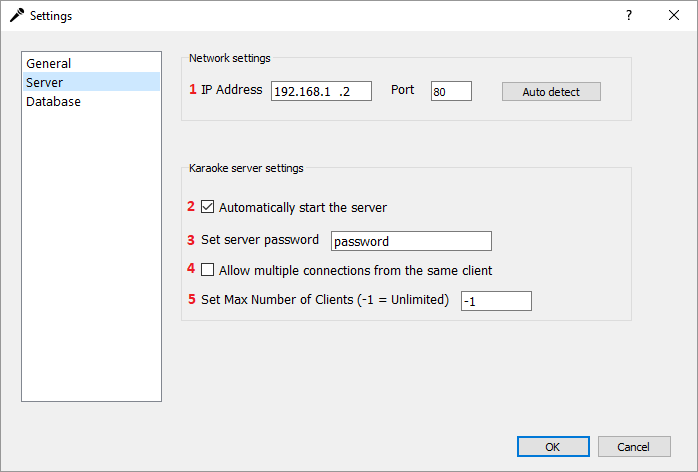 Settings
?
General
Server
Database
Network settings
1 IP Address 192.168.1 .2 Port 80 Auto detect
Karaoke server settings
2 Automatically start the server
3 Set server password password
4 Allow multiple connections from the same client
5 Set Max Number of Clients (-1 = Unlimited) -1
OK Cancel